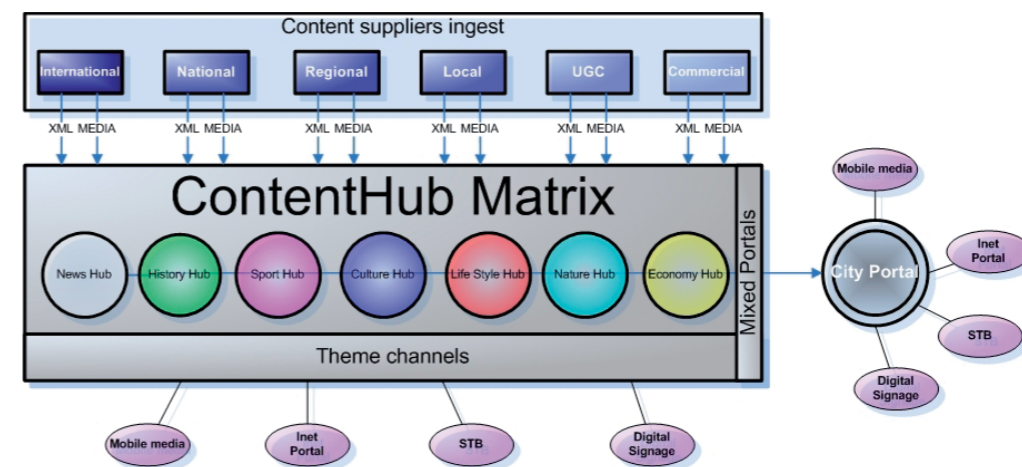 Content suppliers ingest
International
National
Regional
Local
UGC
Commercial
XML MEDIA
XML MEDIA
XML MEDIA
XML MEDIA
XML MEDIA
XML MEDIA
ContentHub Matrix
News Hub
History Hub
Sport Hub
Culture Hub
Life Style Hub
Nature Hub
Economy Hub
Mixed Portals
Theme channels
Mobile media
Inet
Portal
STB
Digital
Signage
City Portal
Mobile media
Inet
Portal
STB
Digital
Signage